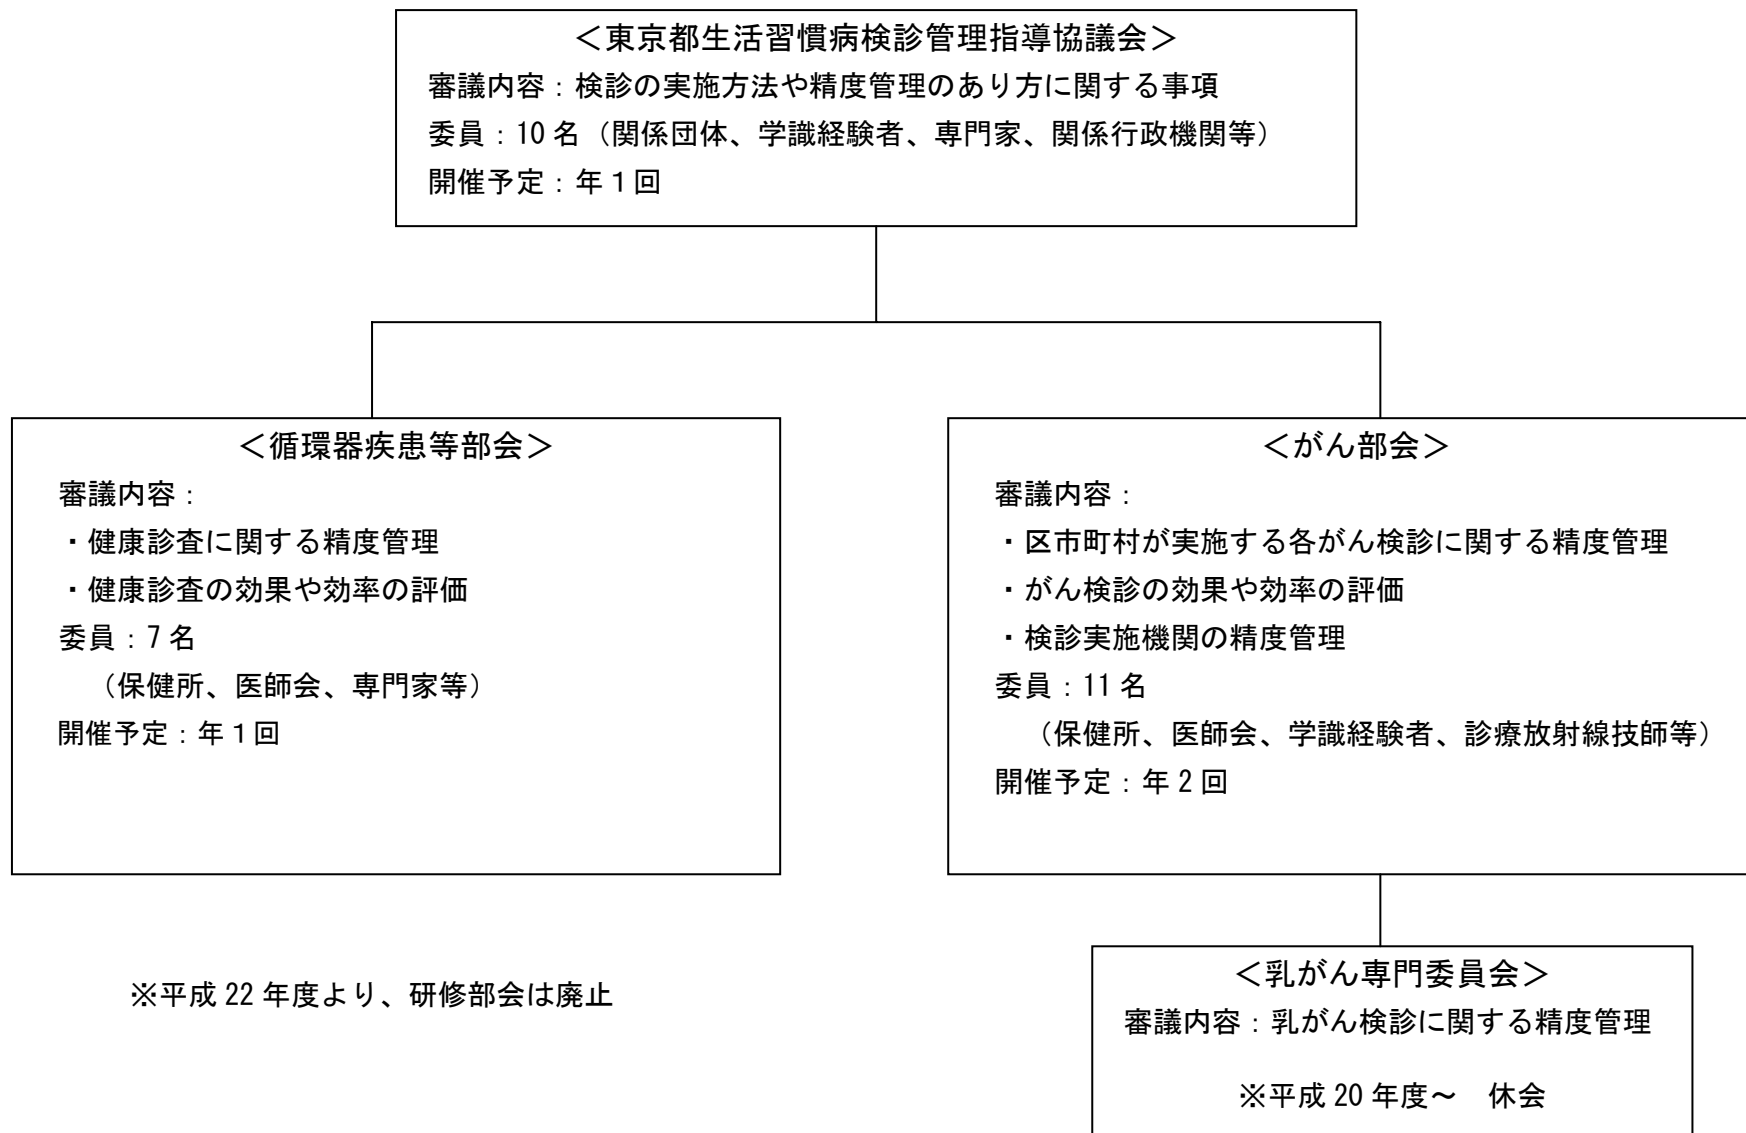 ＜東京都生活習慣病検診管理指導協議会＞
審議内容：検診の実施方法や精度管理のあり方に関する事項
委員：10 名（関係団体、学識経験者、専門家、関係行政機関等）
開催予定：年１回
＜循環器疾患等部会＞
審議内容：
・健康診査に関する精度管理
・健康診査の効果や効率の評価
委員：7 名
（保健所、医師会、専門家等）
開催予定：年１回
＜がん部会＞
審議内容：
・区市町村が実施する各がん検診に関する精度管理
・がん検診の効果や効率の評価
・検診実施機関の精度管理
委員：11 名
（保健所、医師会、学識経験者、診療放射線技師等）
開催予定：年 2 回
※平成 22 年度より、研修部会は廃止
＜乳がん専門委員会＞
審議内容：乳がん検診に関する精度管理
※平成 20 年度～　休会